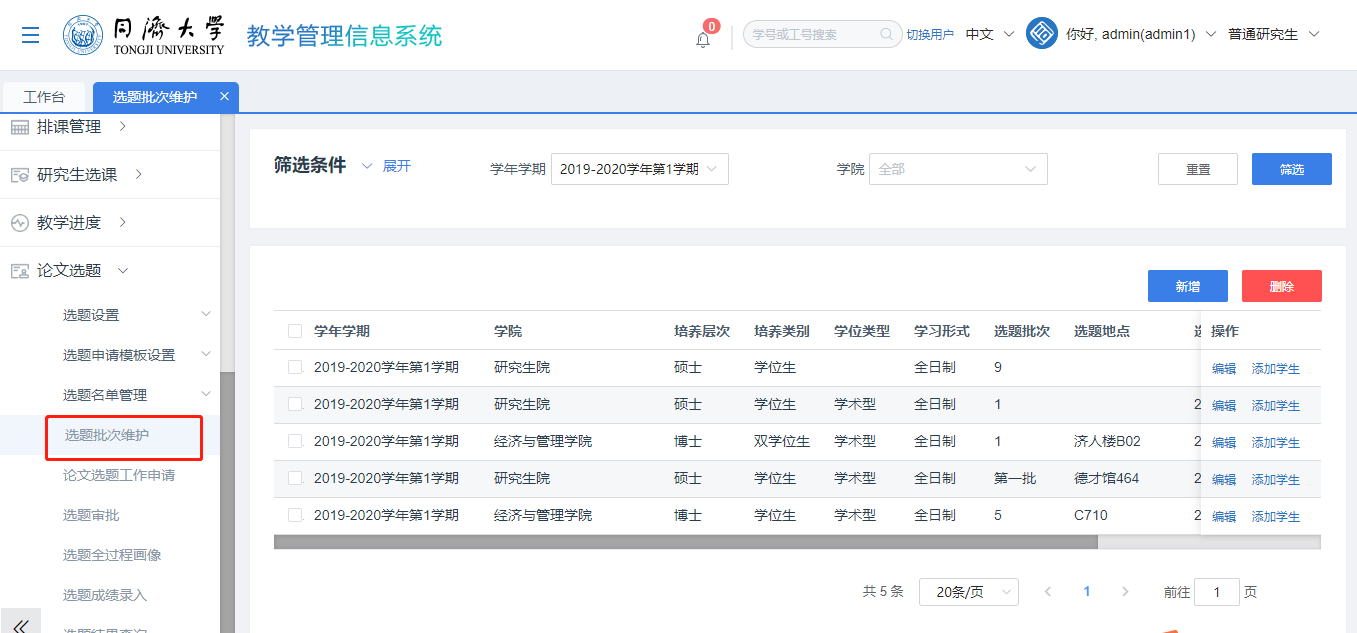 同濟大學
TONGJI UNIVERSITY
教学管理信息系统
0
学号或工号搜索
切换用户
中文
你好, admin(admin1)
普通研究生
工作台
选题批次维护
排课管理
研究生选课
教学进度
论文选题
选题设置
选题申请模板设置
选题名单管理
选题批次维护
论文选题工作申请
选题审批
选题全过程画像
选题成绩录入
筛选条件 展开
学年学期 2019-2020学年第1学期
学院 全部
重置 筛选
新增 删除
学年学期 学院 培养层次 培养类别 学位类型 学习形式 选题批次 选题地点 操作
2019-2020学年第1学期 研究生院 硕士 学位生 全日制 9 编辑 添加学生
2019-2020学年第1学期 研究生院 硕士 学位生 学术型 全日制 1 2 编辑 添加学生
2019-2020学年第1学期 经济与管理学院 博士 双学位生 学术型 全日制 1 济人楼B02 2 编辑 添加学生
2019-2020学年第1学期 经济与管理学院 硕士 学位生 学术型 全日制 第一批 德才馆464 2 编辑 添加学生
2019-2020学年第1学期 经济与管理学院 博士 学位生 学术型 全日制 5 C710 2 编辑 添加学生
共 5 条 20条/页 1 前往 1 页